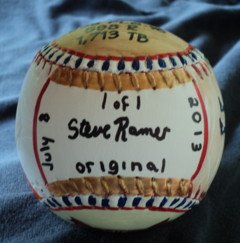 1/13 TB
1 of 1
Steve Ramer
original
July 8
2013